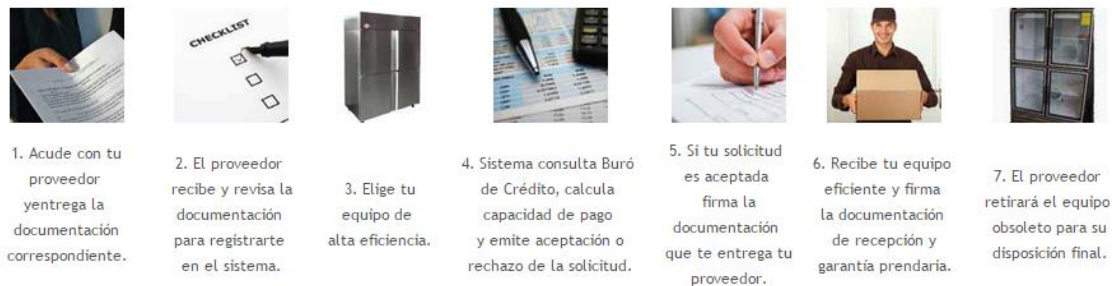 CHECKLIST
1. Acude con tu
proveedor
yentrega la
documentación
correspondiente.
2. El proveedor
recibe y revisa la
documentación
para registrarte
en el sistema.
3. Elige tu
equipo de
alta eficiencia.
4. Sistema consulta Buró
de Crédito, calcula
capacidad de pago
y emite aceptación o
rechazo de la solicitud.
5. Si tu solicitud
es aceptada
firma la
documentación
que te entrega tu
proveedor.
6. Recibe tu equipo
eficiente y firma
la documentación
de recepción y
garantía prendaria.
7. El proveedor
retirará el equipo
obsoleto para su
disposición final.